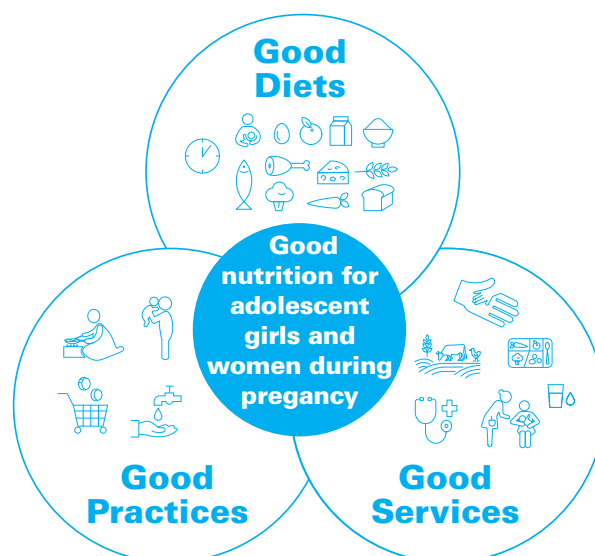 Good
Diets
Good
nutrition for
adolescent
girls and
women during
pregancy
Good
Practices
Good
Services